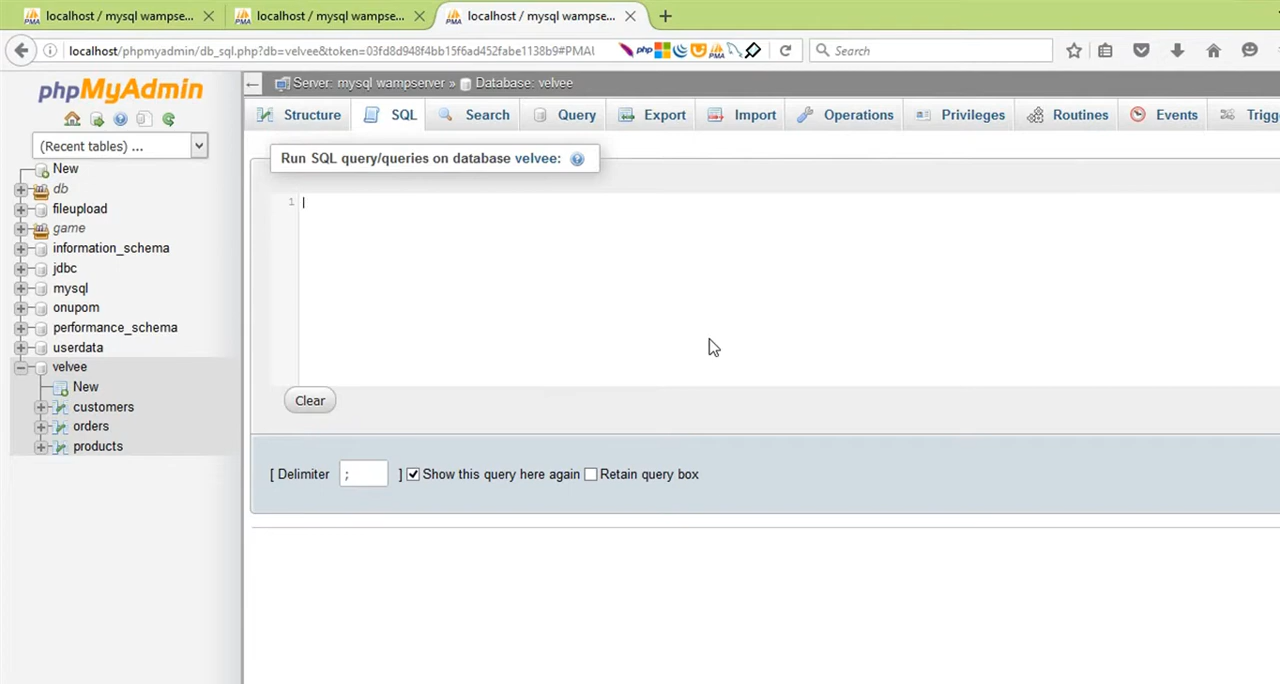 localhost / mysql wampse...
localhost / mysql wampse...
localhost / mysql wampse...
localhost/phpmyadmin/db_sql.php?db=velvee&token=03fd8d948f4bb15f6ad452fabe1138b9#PMAU
Search
phpMyAdmin
(Recent tables) ...
New
db
fileupload
game
information_schema
jdbc
mysql
onupom
performance_schema
userdata
velvee
New
customers
orders
products
Server: mysql wampserver » Database: velvee
Structure SQL Search Query Export Import Operations Privileges Routines Events Trigg
Run SQL query/queries on database velvee:
1
Clear
[ Delimiter ; ] Show this query here again Retain query box